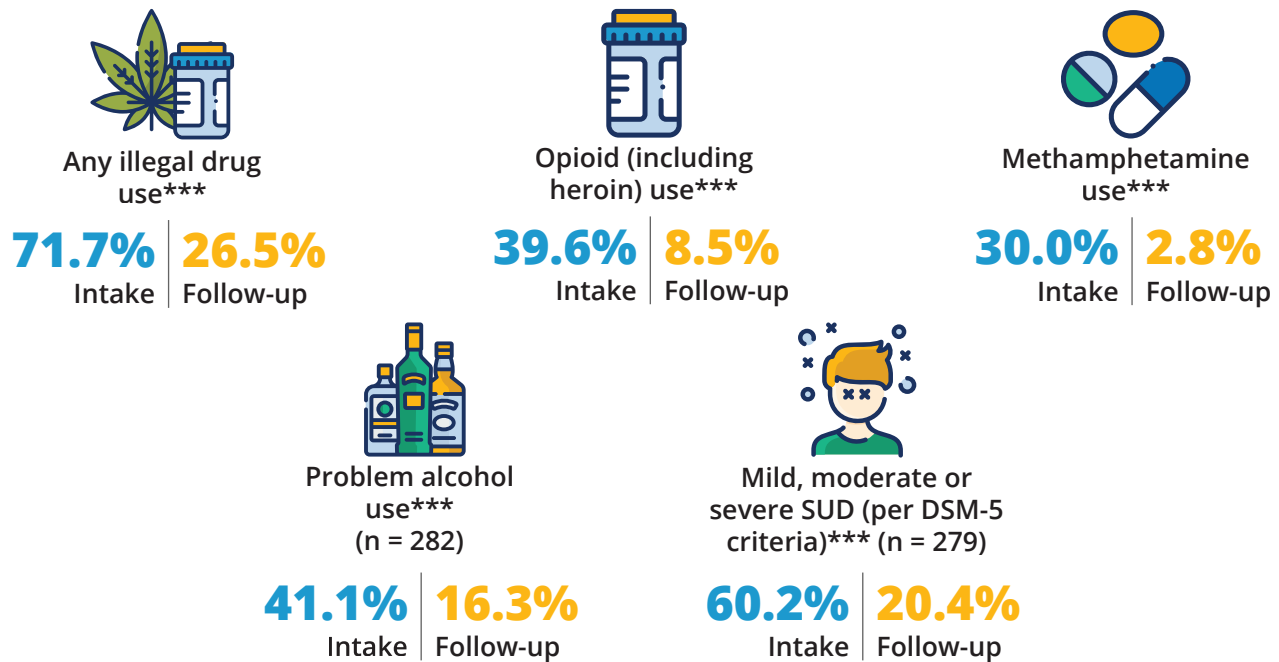 Any illegal drug
use***
71.7% 26.5%
Intake Follow-up
Opioid (including
heroin) use***
39.6% 8.5%
Intake Follow-up
Methamphetamine
use***
30.0% 2.8%
Intake Follow-up
Problem alcohol
use***
(n = 282)
41.1% 16.3%
Intake Follow-up
Mild, moderate or
severe SUD (per DSM-5
criteria)*** (n = 279)
60.2% 20.4%
Intake Follow-up